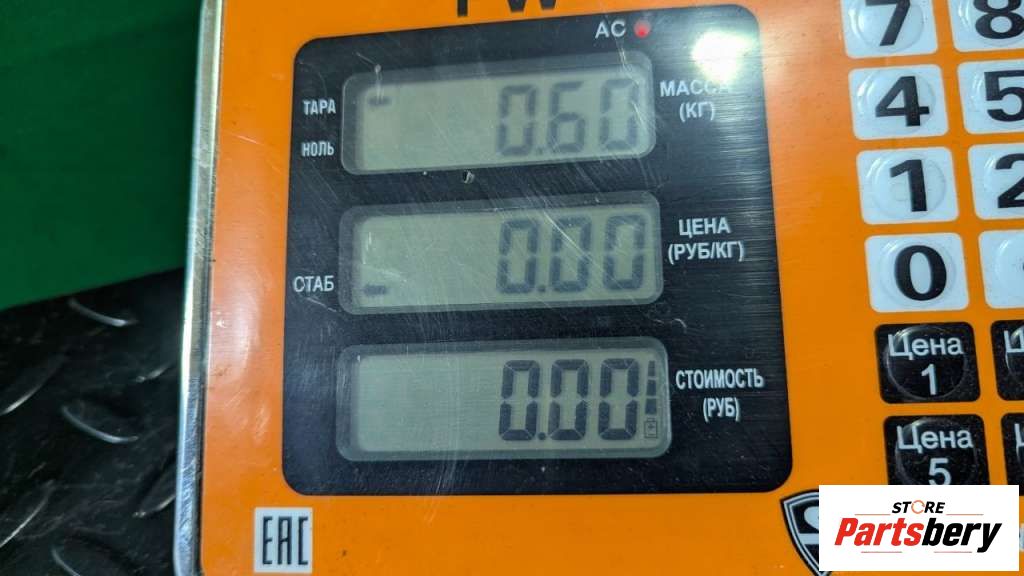 AC
ТАРА
0.60
МАССА
(КГ)
НОЛЬ
0.00
ЦЕНА
(РУБ/КГ)
СТАБ
0.00
СТОИМОСТЬ
(РУБ)
7
8
4
5
1
2
0
Цена
1
Цена
5
EAC
STORE
Partsbery